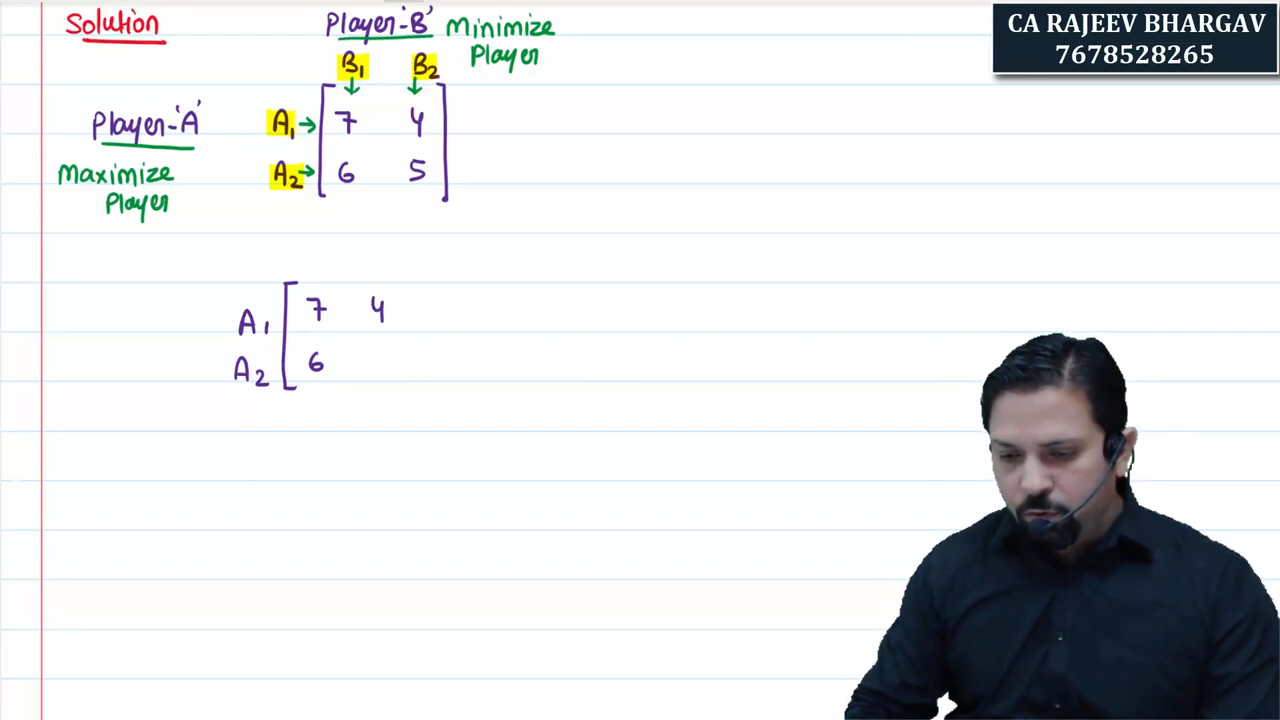 Solution
Player-'B' Minimize Player
B1 B2
Player-'A' A1 → 7 4
Maximize Player A2 → 6 5
A1 7 4
A2 6
CA RAJEEV BHARGAV
7678528265